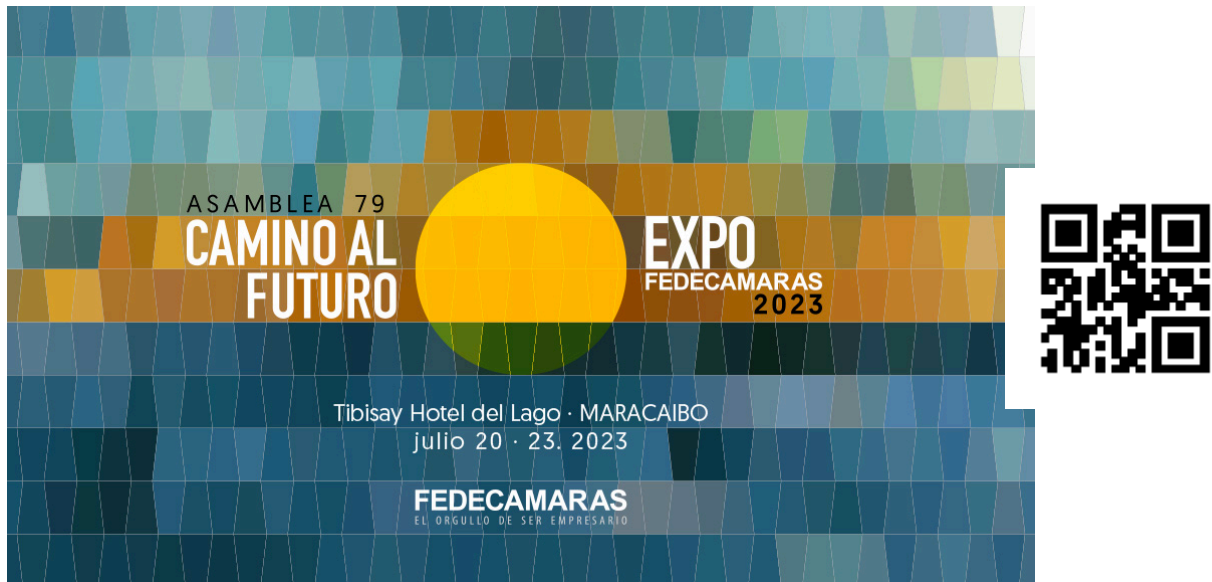 ASAMBLEA 79
CAMINO AL
FUTURO
EXPO
FEDECAMARAS
2023
Tibisay Hotel del Lago · MARACAIBO
julio 20 · 23. 2023
FEDECAMARAS
EL ORGULLO DE SER EMPRESARIO